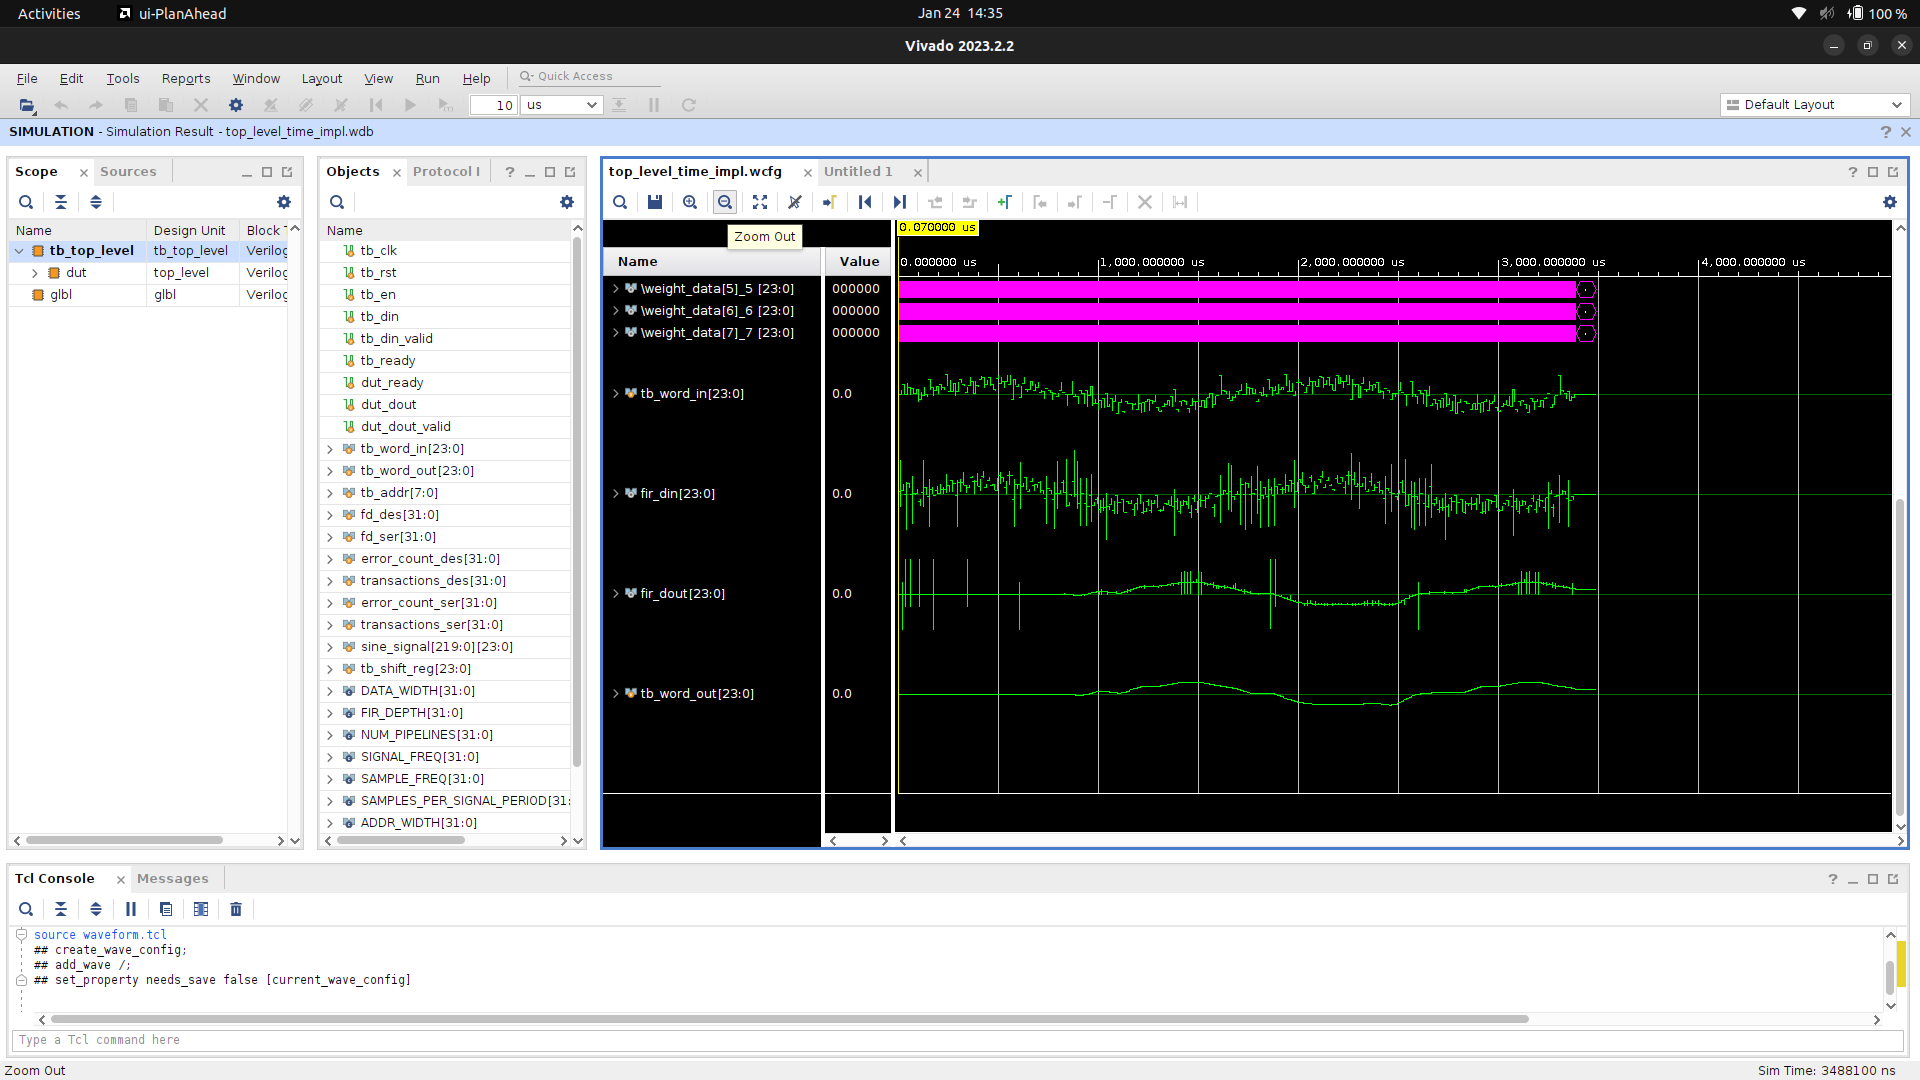 Activities
ui-PlanAhead
Jan 24 14:35
100 %
Vivado 2023.2.2
File Edit Tools Reports Window Layout View Run Help
Quick Access
10 us
Default Layout
SIMULATION - Simulation Result - top_level_time_impl.wdb
Scope
Sources
Name Design Unit Block T
tb_top_level tb_top_level Verilog
dut top_level Verilog
glbl glbl Verilog
Objects
Protocol I
Name
tb_clk
tb_rst
tb_en
tb_din
tb_din_valid
tb_ready
dut_ready
dut_dout
dut_dout_valid
tb_word_in[23:0]
tb_word_out[23:0]
tb_addr[7:0]
fd_des[31:0]
fd_ser[31:0]
error_count_des[31:0]
transactions_des[31:0]
error_count_ser[31:0]
transactions_ser[31:0]
sine_signal[219:0][23:0]
tb_shift_reg[23:0]
DATA_WIDTH[31:0]
FIR_DEPTH[31:0]
NUM_PIPELINES[31:0]
SIGNAL_FREQ[31:0]
SAMPLE_FREQ[31:0]
SAMPLES_PER_SIGNAL_PERIOD[31:
ADDR_WIDTH[31:0]
top_level_time_impl.wcfg
Untitled 1
Zoom Out
0.070000 us
Name Value
0.000000 us 1,000.000000 us 2,000.000000 us 3,000.000000 us 4,000.000000 us
\weight_data[5]_5 [23:0] 000000
\weight_data[6]_6 [23:0] 000000
\weight_data[7]_7 [23:0] 000000
tb_word_in[23:0] 0.0
fir_din[23:0] 0.0
fir_dout[23:0] 0.0
tb_word_out[23:0] 0.0
Tcl Console
Messages
source waveform.tcl
## create_wave_config;
## add_wave /;
## set_property needs_save false [current_wave_config]
Type a Tcl command here
Zoom Out
Sim Time: 3488100 ns